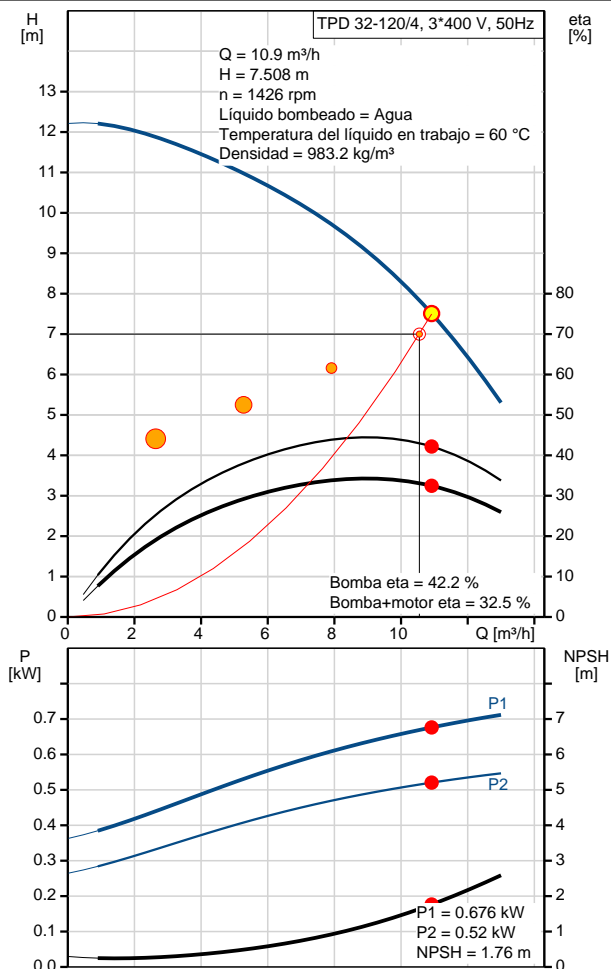 H
[m]
TPD 32-120/4, 3*400 V, 50Hz
eta
[%]
Q = 10.9 m³/h
H = 7.508 m
n = 1426 rpm
Líquido bombeado = Agua
Temperatura del líquido en trabajo = 60 °C
Densidad = 983.2 kg/m³
13
12
11
10
9
8
7
6
5
4
3
2
1
0
80
70
60
50
40
30
20
10
0
Bomba eta = 42.2 %
Bomba+motor eta = 32.5 %
0
2
4
6
8
10
Q [m³/h]
P
[kW]
NPSH
[m]
0.7
0.6
0.5
0.4
0.3
0.2
0.1
0.0
7
6
5
4
3
2
1
0
P1
P2
P1 = 0.676 kW
P2 = 0.52 kW
NPSH = 1.76 m